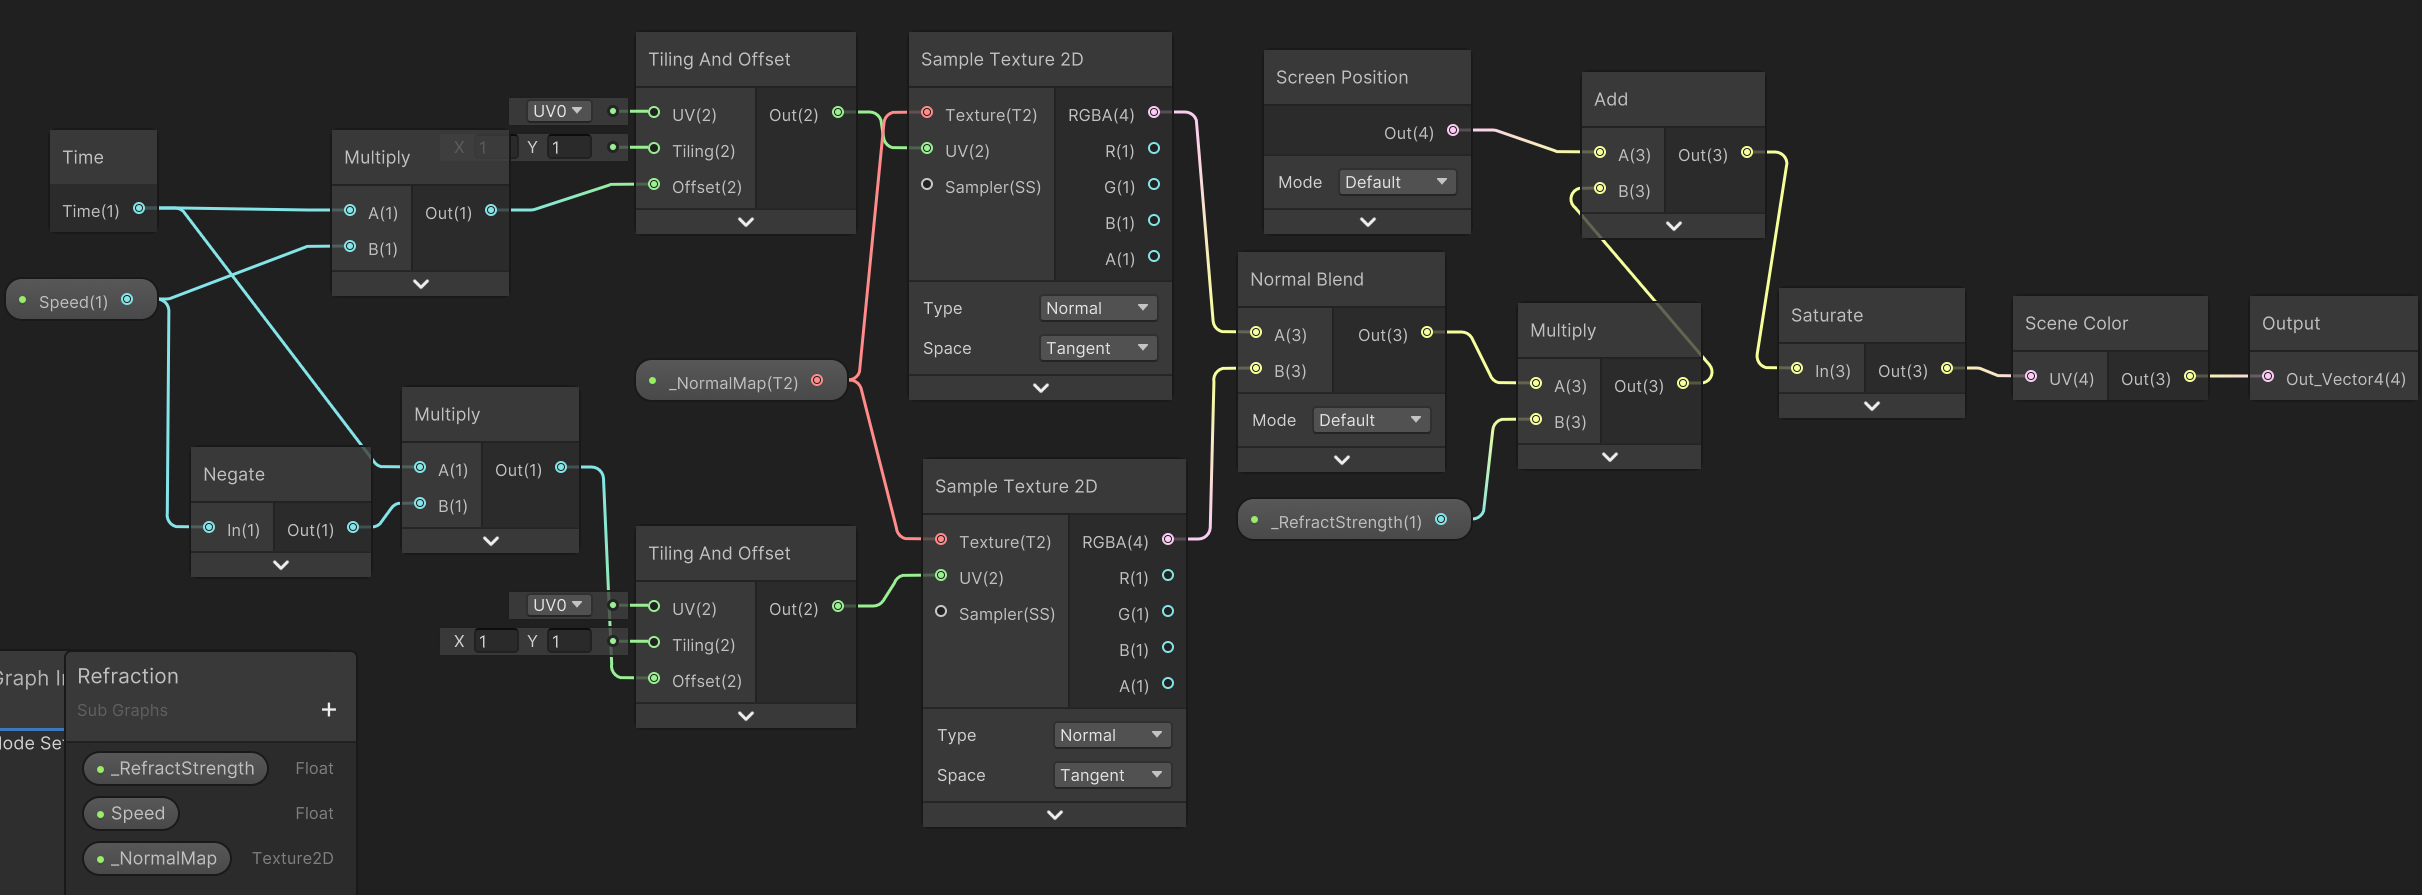 Time
Time(1)
Speed(1)
Multiply
A(1)
Out(1)
B(1)
Negate
In(1)
Out(1)
Multiply
A(1)
Out(1)
B(1)
UV0
X 1 Y 1
Tiling And Offset
UV(2)
Out(2)
Tiling(2)
Offset(2)
_NormalMap(T2)
UV0
X 1 Y 1
Tiling And Offset
UV(2)
Out(2)
Tiling(2)
Offset(2)
Sample Texture 2D
Texture(T2)
RGBA(4)
UV(2)
R(1)
Sampler(SS)
G(1)
B(1)
A(1)
Type Normal
Space Tangent
Sample Texture 2D
Texture(T2)
RGBA(4)
UV(2)
R(1)
Sampler(SS)
G(1)
B(1)
A(1)
Type Normal
Space Tangent
Screen Position
Out(4)
Mode Default
Normal Blend
A(3)
Out(3)
B(3)
Mode Default
_RefractStrength(1)
Multiply
A(3)
Out(3)
B(3)
Add
A(3)
Out(3)
B(3)
Saturate
In(3)
Out(3)
Scene Color
UV(4)
Out(3)
Output
Out_Vector4(4)
Refraction
Sub Graphs
+
_RefractStrength Float
Speed Float
_NormalMap Texture2D